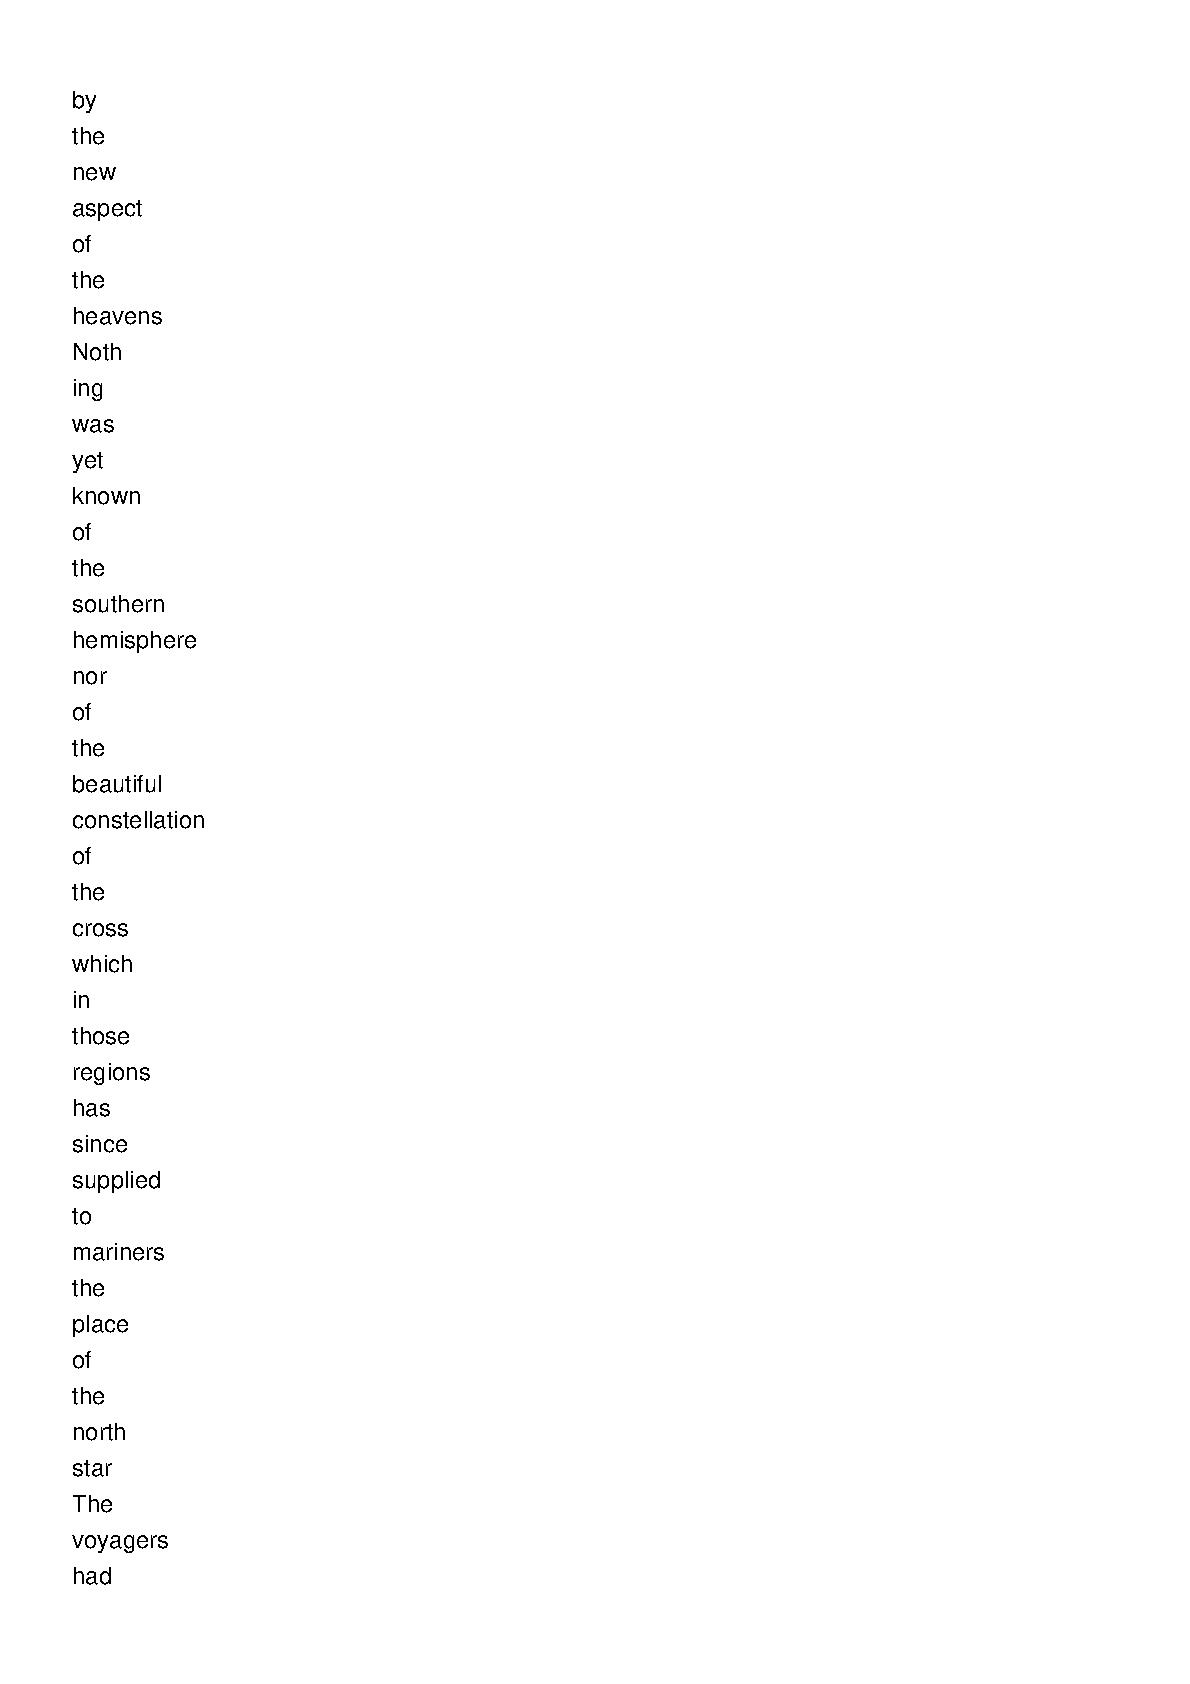 by
the
new
aspect
of
the
heavens
Noth
ing
was
yet
known
of
the
southern
hemisphere
nor
of
the
beautiful
constellation
of
the
cross
which
in
those
regions
has
since
supplied
to
mariners
the
place
of
the
north
star
The
voyagers
had